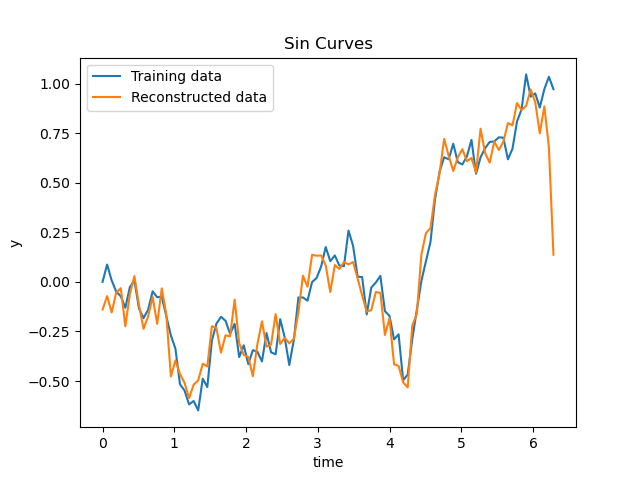 Sin Curves
Training data
Reconstructed data
1.00
0.75
0.50
0.25
0.00
−0.25
−0.50
y
0 1 2 3 4 5 6
time